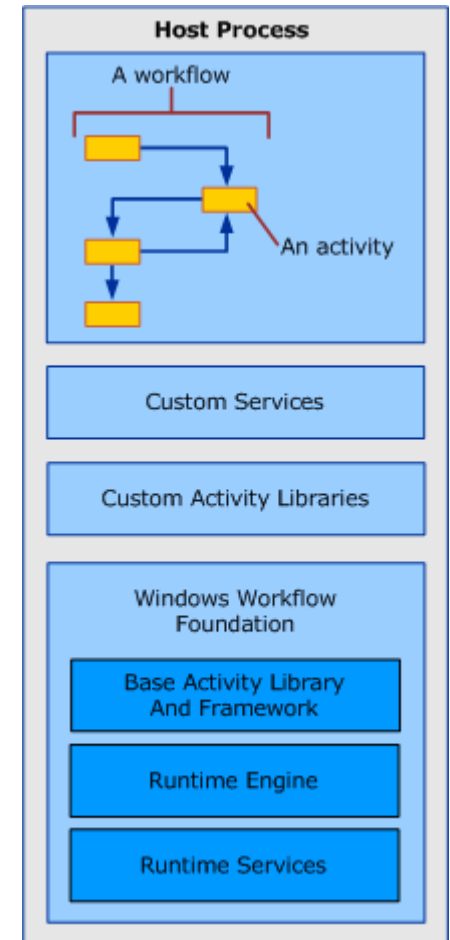 Host Process
A workflow
An activity
Custom Services
Custom Activity Libraries
Windows Workflow
Foundation
Base Activity Library
And Framework
Runtime Engine
Runtime Services